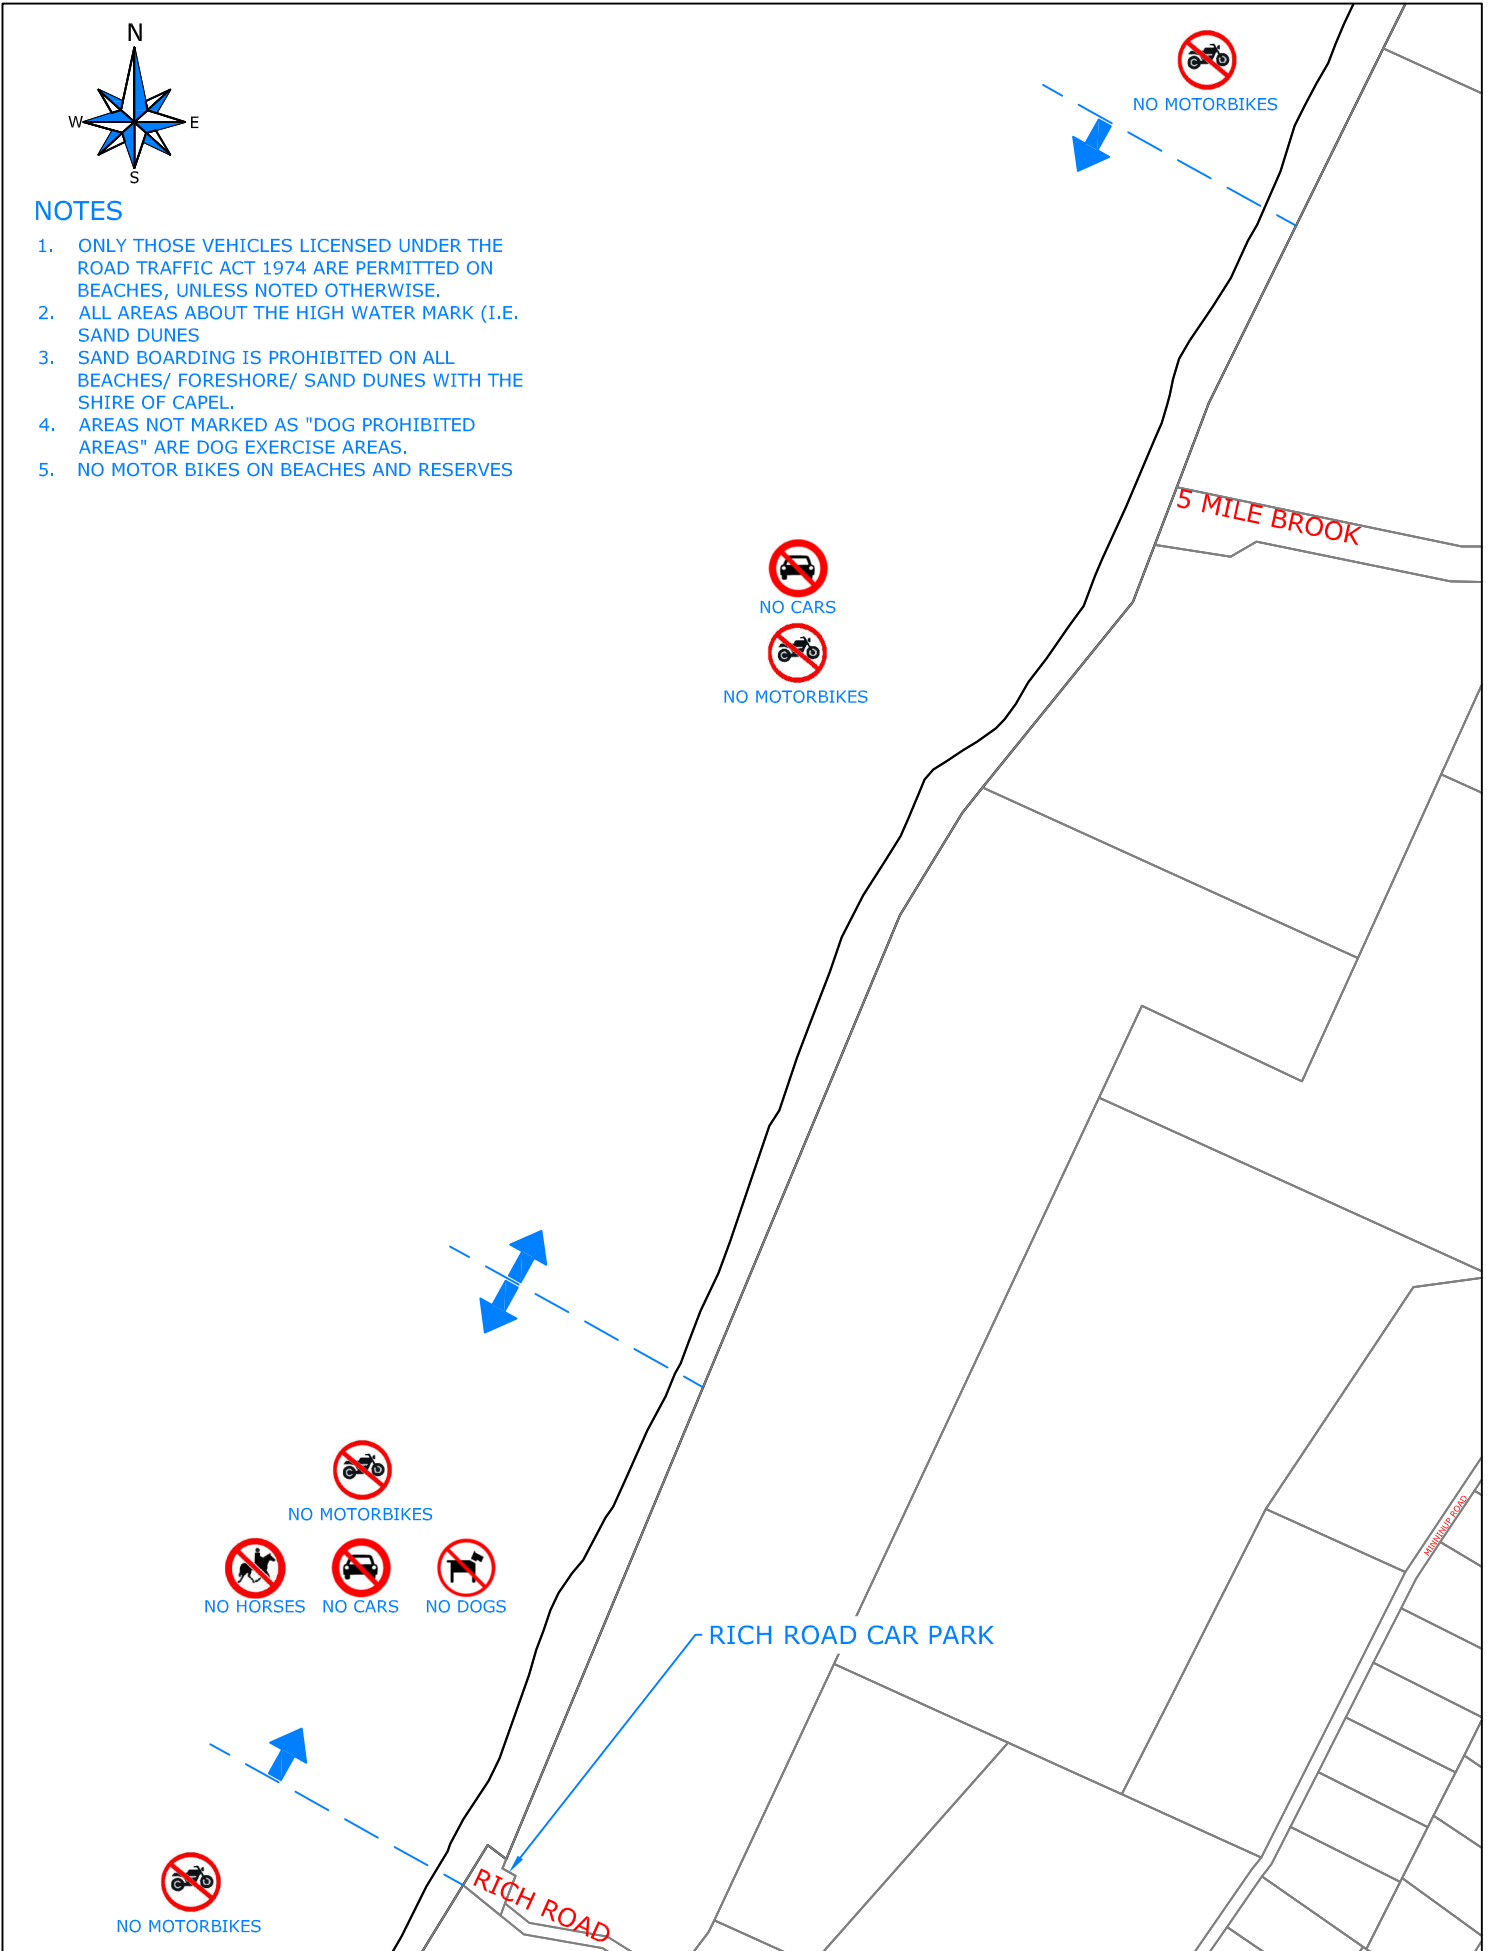 N
W
E
S
NO MOTORBIKES
NOTES
1. ONLY THOSE VEHICLES LICENSED UNDER THE
ROAD TRAFFIC ACT 1974 ARE PERMITTED ON
BEACHES, UNLESS NOTED OTHERWISE.
2. ALL AREAS ABOUT THE HIGH WATER MARK (I.E.
SAND DUNES
3. SAND BOARDING IS PROHIBITED ON ALL
BEACHES/ FORESHORE/ SAND DUNES WITH THE
SHIRE OF CAPEL.
4. AREAS NOT MARKED AS "DOG PROHIBITED
AREAS" ARE DOG EXERCISE AREAS.
5. NO MOTOR BIKES ON BEACHES AND RESERVES
5 MILE BROOK
NO CARS
NO MOTORBIKES
NO MOTORBIKES
MINNINUP ROAD
NO HORSES
NO CARS
NO DOGS
RICH ROAD CAR PARK
RICH ROAD
NO MOTORBIKES